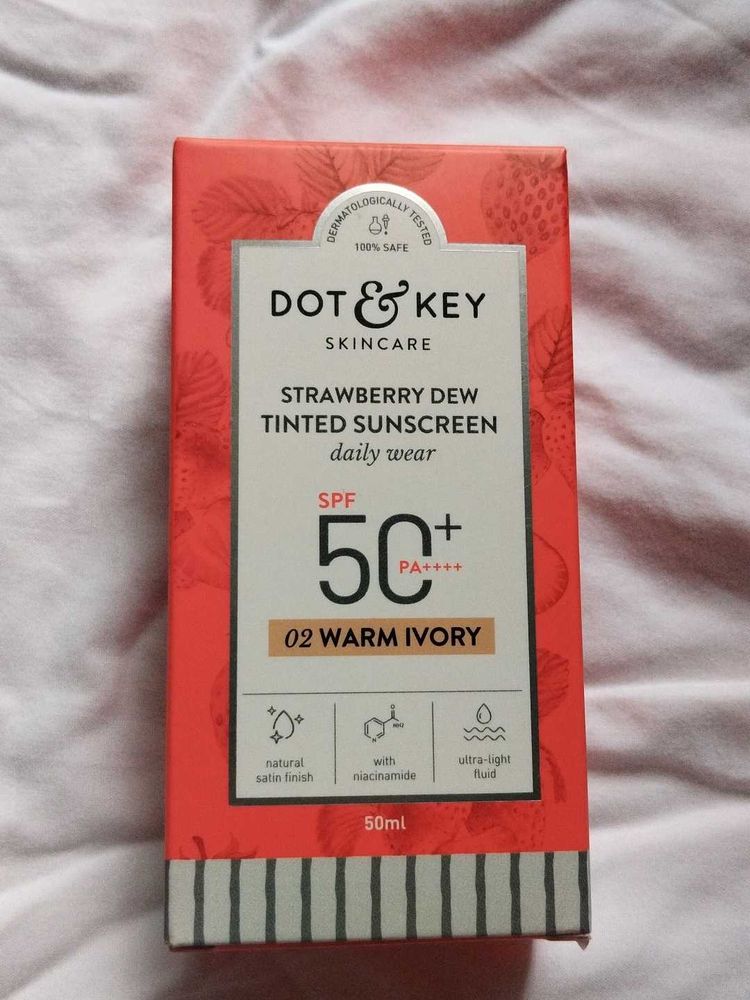 DERMATOLOGICALLY TESTED
100% SAFE
DOT & KEY
SKINCARE
STRAWBERRY DEW
TINTED SUNSCREEN
daily wear
SPF
50+
PA++++
02 WARM IVORY
natural
satin finish
N
O
NH2
with
niacinamide
ultra-light
fluid
50ml